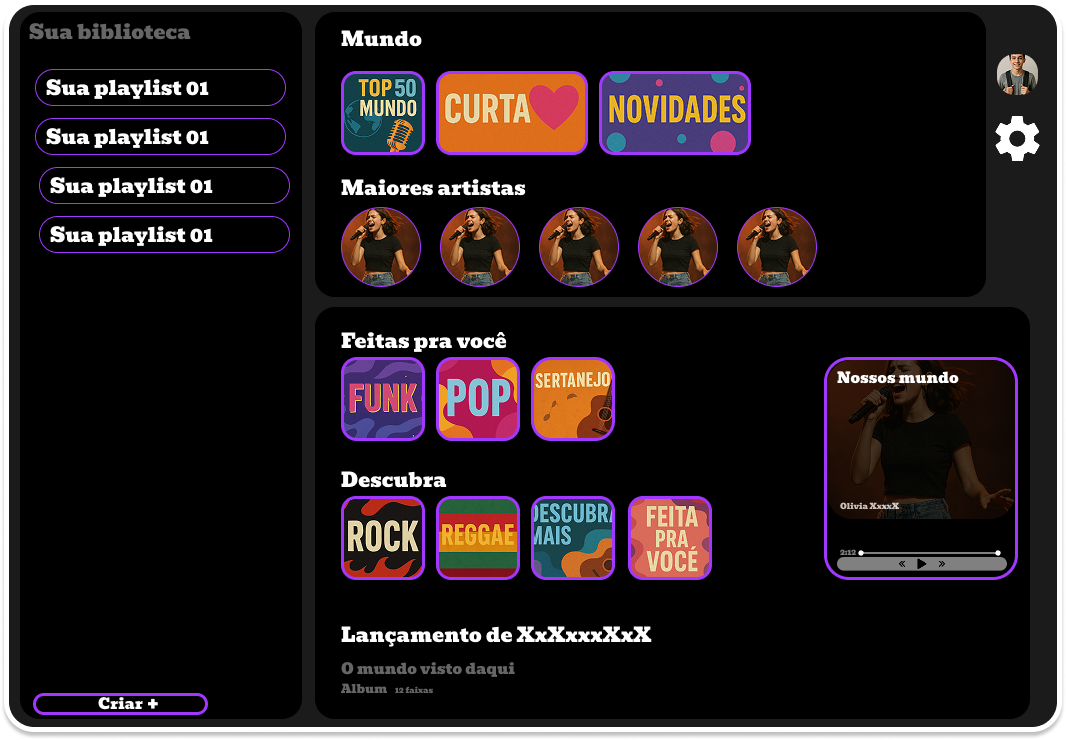 Sua biblioteca
Sua playlist 01
Sua playlist 01
Sua playlist 01
Sua playlist 01
Criar +
Mundo
TOP 50
MUNDO
CURTA
NOVIDADES
Maiores artistas
Feitas pra você
FUNK
POP
SERTANEJO
Descubra
ROCK
REGGAE
DESCUBRA
MAIS
FEITA
PRA
VOCÉ
Lançamento de XxXxxxXxX
O mundo visto daqui
Album 12 faixas
Nossos mundo
Olivia XxxxX
2:12